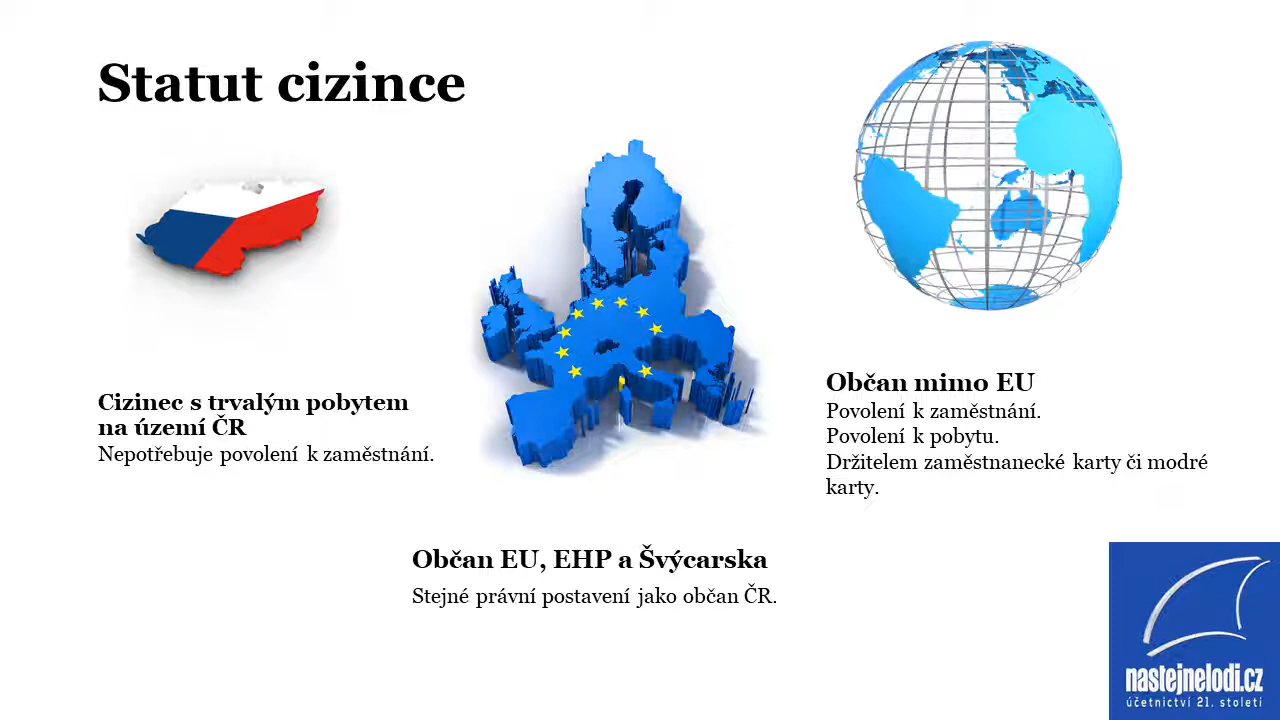 Statut cizince
Cizinec s trvalým pobytem
na území ČR
Nepotřebuje povolení k zaměstnání.
Občan EU, EHP a Švýcarska
Stejné právní postavení jako občan ČR.
Občan mimo EU
Povolení k zaměstnání.
Povolení k pobytu.
Držitelem zaměstnanecké karty či modré
karty.
nastejnelodi.cz
účetnictví 21. století